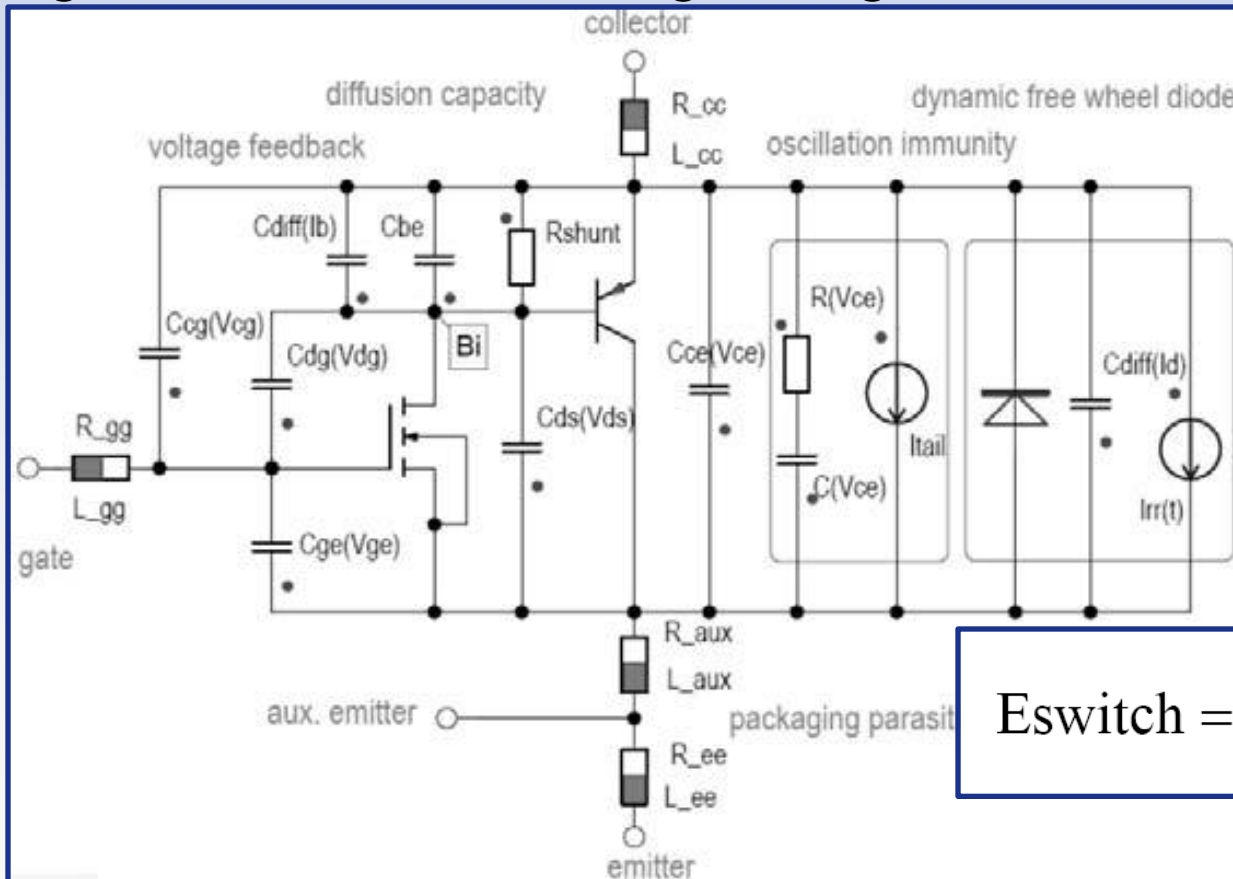 collector
diffusion capacity
R_cc
L_cc
dynamic free wheel diode
voltage feedback
oscillation immunity
Cdiff(Ib)
Cbe
Rshunt
Ccg(Vcg)
Cdg(Vdg)
Bi
Cce(Vce)
R(Vce)
Cdiff(Id)
R_gg
L_gg
Cds(Vds)
Itail
C(Vce)
Irr(t)
gate
Cge(Vge)
R_aux
L_aux
aux. emitter
packaging
Eswitch =
R_ee
L_ee
emitter